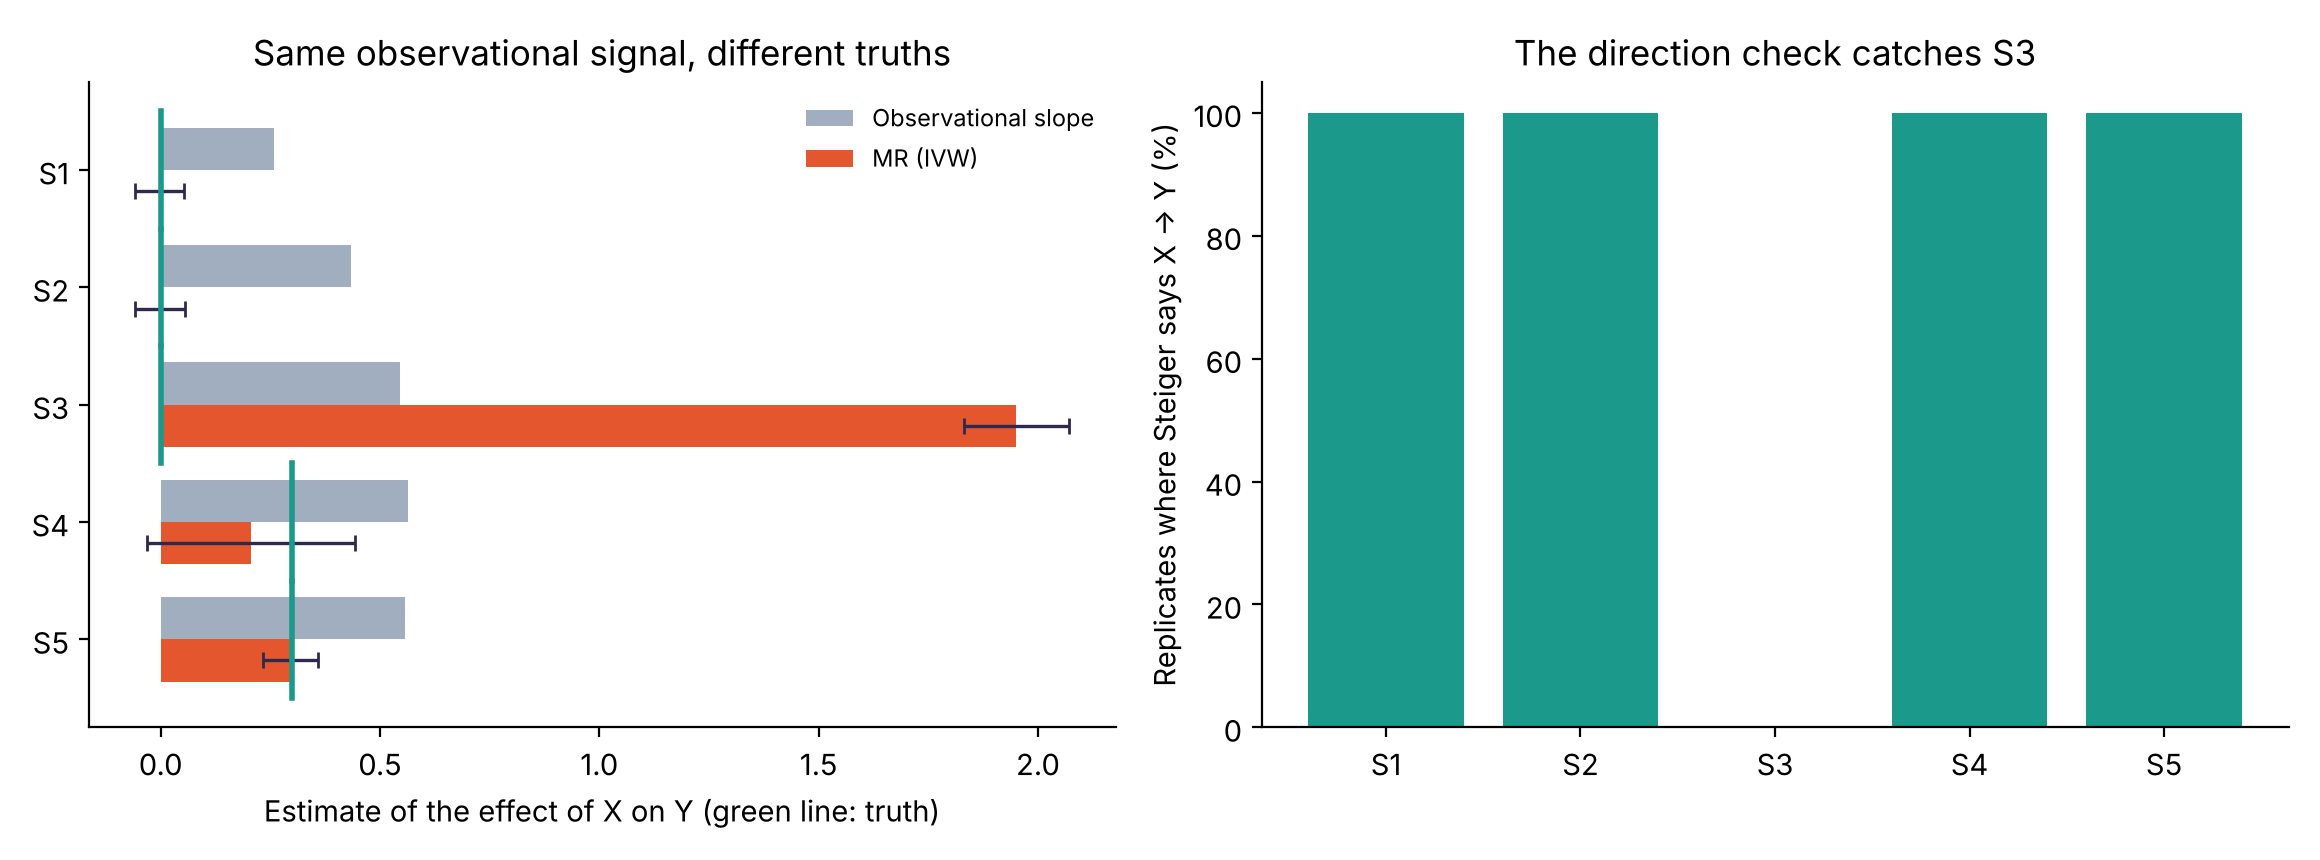 Same observational signal, different truths
Observational slope
MR (IVW)
S1
S2
S3
S4
S5
0.0
0.5
1.0
1.5
2.0
Estimate of the effect of X on Y (green line: truth)
The direction check catches S3
Replicates where Steiger says X → Y (%)
100
80
60
40
20
0
S1
S2
S3
S4
S5